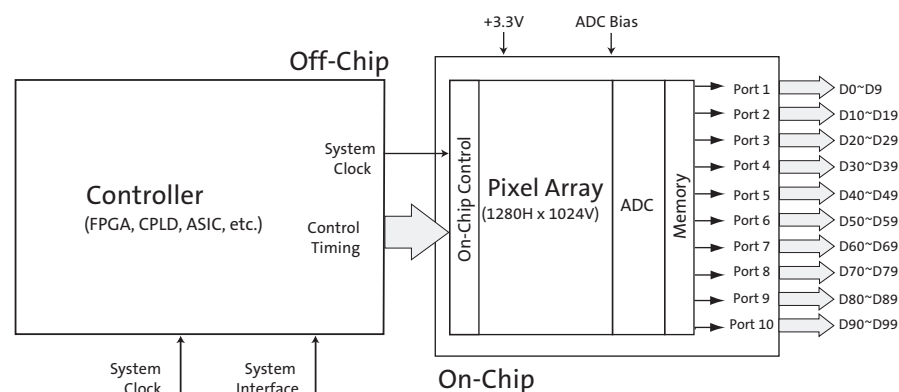 +3.3V
ADC Bias
Off-Chip
System
Clock
Controller
(FPGA, CPLD, ASIC, etc.)
Control
Timing
On-Chip Control
Pixel Array
(1280H x 1024V)
ADC
Memory
Port 1
D0~D9
Port 2
D10~D19
Port 3
D20~D29
Port 4
D30~D39
Port 5
D40~D49
Port 6
D50~D59
Port 7
D60~D69
Port 8
D70~D79
Port 9
D80~D89
Port 10
D90~D99
System
Clock
System
Interface
On-Chip